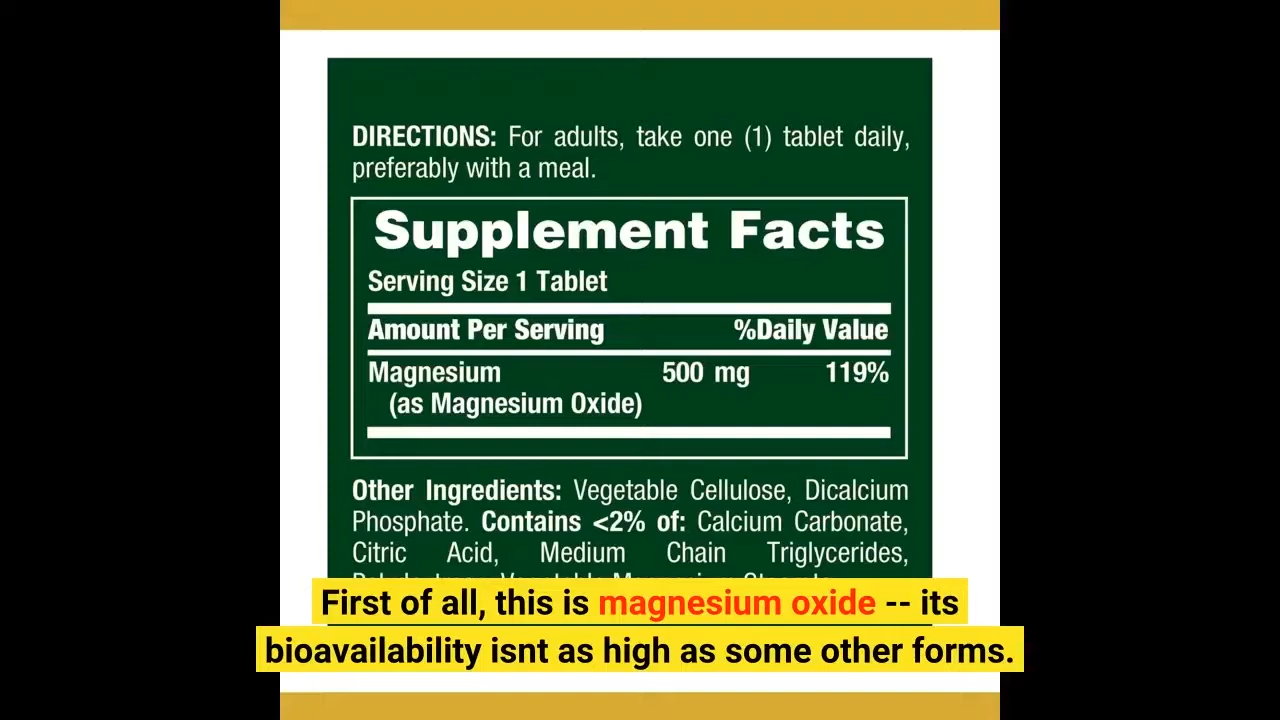 DIRECTIONS: For adults, take one (1) tablet daily,
preferably with a meal.
Supplement Facts
Serving Size 1 Tablet
Amount Per Serving %Daily Value
Magnesium 500 mg 119%
(as Magnesium Oxide)
Other Ingredients: Vegetable Cellulose, Dicalcium
Phosphate. Contains <2% of: Calcium Carbonate,
Citric Acid, Medium Chain Triglycerides,
First of all, this is magnesium oxide -- its
bioavailability isnt as high as some other forms.